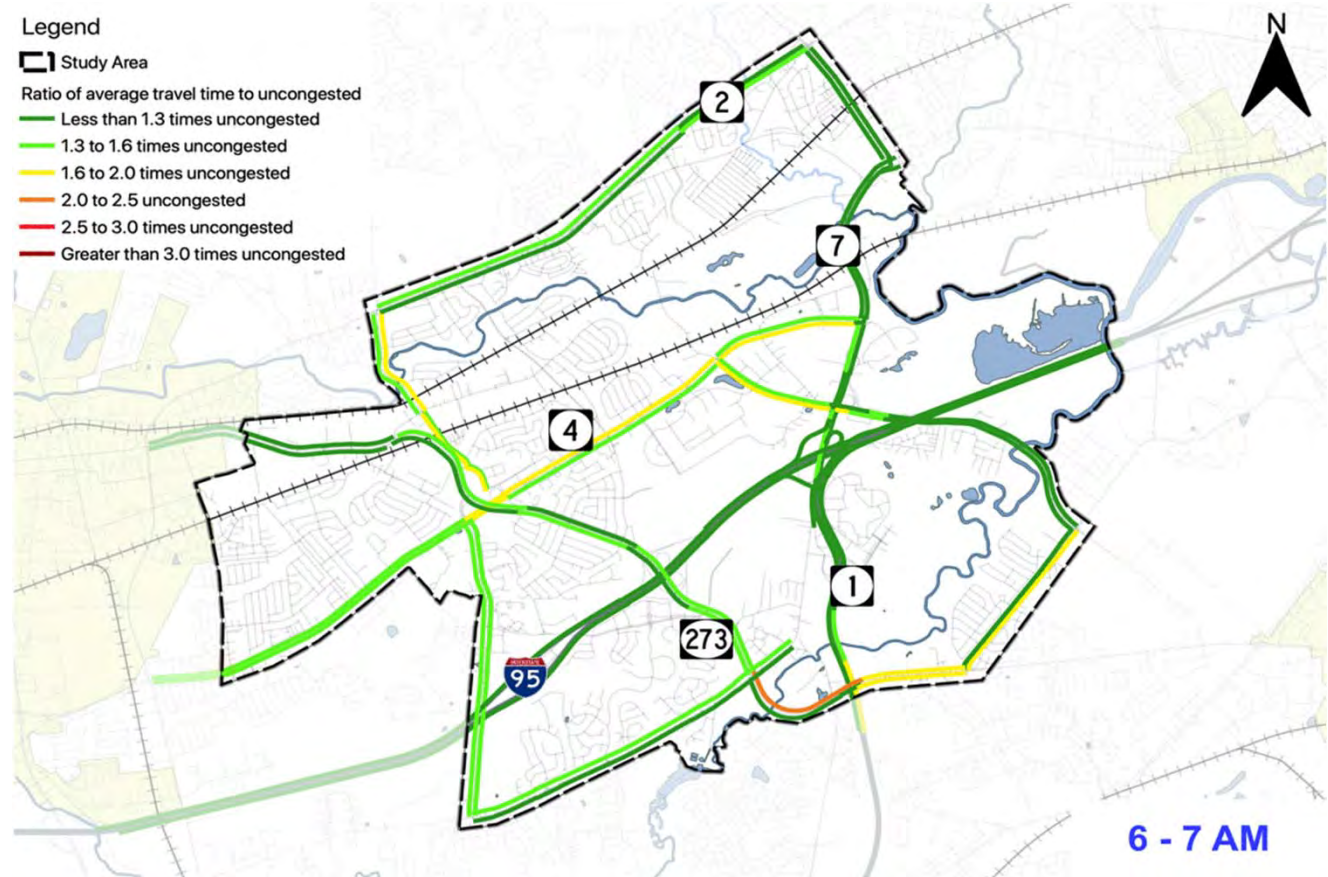 Legend
Study Area
Ratio of average travel time to uncongested
Less than 1.3 times uncongested
1.3 to 1.6 times uncongested
1.6 to 2.0 times uncongested
2.0 to 2.5 uncongested
2.5 to 3.0 times uncongested
Greater than 3.0 times uncongested
N
2
7
4
1
273
95
6 - 7 AM